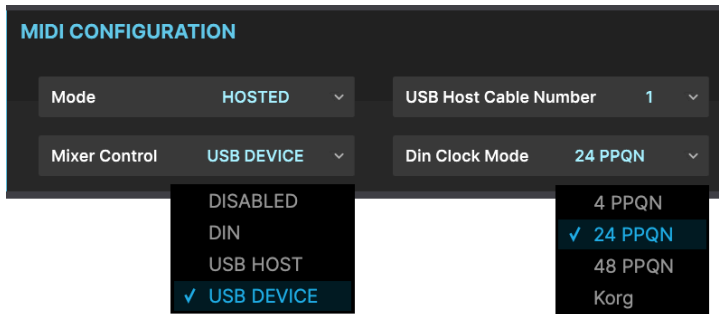 MIDI CONFIGURATION
Mode HOSTED USB Host Cable Number 1
Mixer Control USB DEVICE Din Clock Mode 24 PPQN
DISABLED 4 PPQN
DIN ✓ 24 PPQN
USB HOST 48 PPQN
✓ USB DEVICE Korg